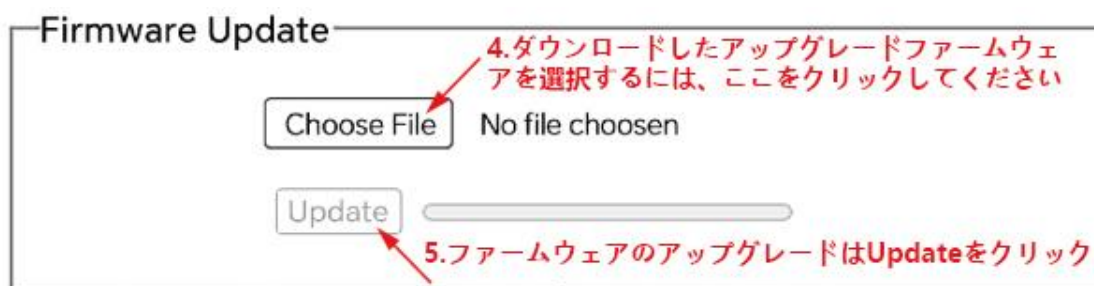 Firmware Update
4.ダウンロードしたアップグレードファームウェ
アを選択するには、ここをクリックしてください
Choose File No file choosen
Update
5.ファームウェアのアップグレードはUpdateをクリック